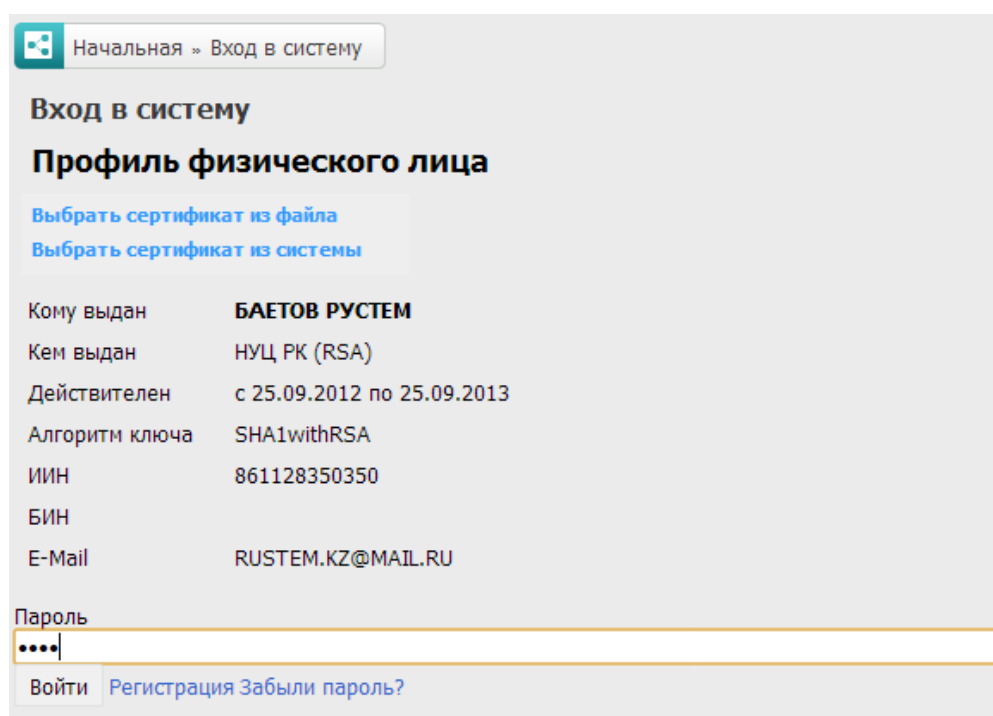 Начальная » Вход в систему
Вход в систему
Профиль физического лица
Выбрать сертификат из файла
Выбрать сертификат из системы
Кому выдан БАЕТОВ РУСТЕМ
Кем выдан НУЦ РК (RSA)
Действителен с 25.09.2012 по 25.09.2013
Алгоритм ключа SHA1withRSA
ИИН 861128350350
БИН
E-Mail RUSTEM.KZ@MAIL.RU
Пароль
••••
Войти Регистрация Забыли пароль?